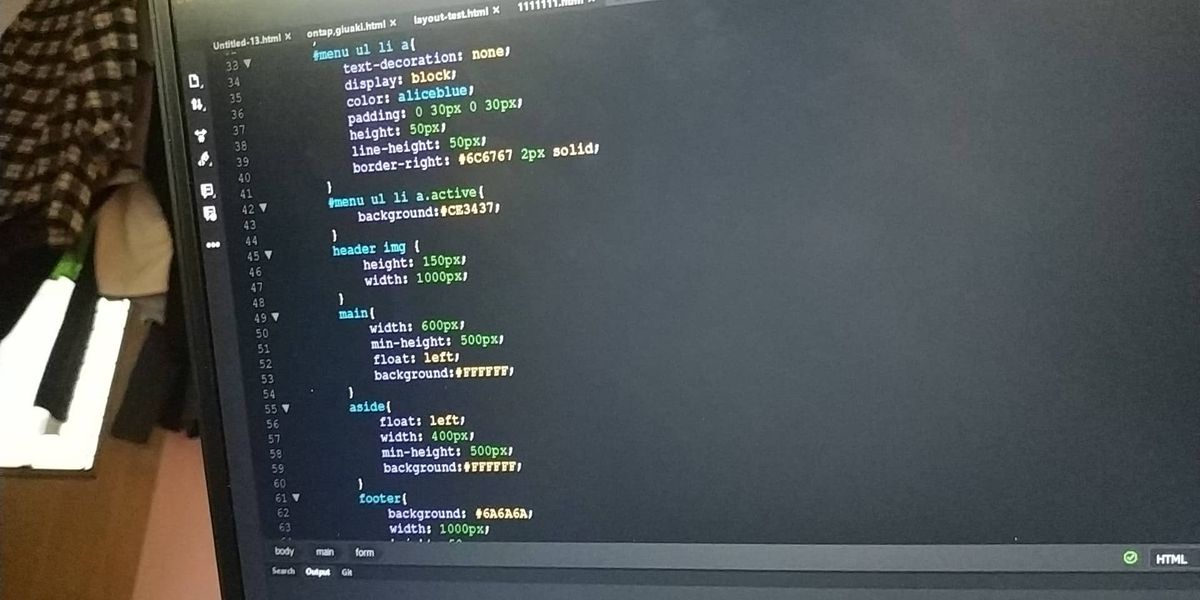 Untitled-13.html × ontap,giuaki.html × layout-test.html × 1111111.html
33 ▼ #menu ul li a{
34 text-decoration: none;
35 display: block;
36 color: aliceblue;
37 padding: 0 30px 0 30px;
38 height: 50px;
39 line-height: 50px;
40 border-right: #6C6767 2px solid;
41 }
42 ▼ #menu ul li a.active{
43 background:#CE3437;
44 }
45 ▼ header img {
46 height: 150px;
47 width: 1000px;
48 }
49 ▼ main{
50 width: 600px;
51 min-height: 500px;
52 float: left;
53 background:#FFFFFF;
54 }
55 ▼ aside{
56 float: left;
57 width: 400px;
58 min-height: 500px;
59 background:#FFFFFF;
60 }
61 ▼ footer{
62 background: #6A6A6A;
63 width: 1000px;
body main form HTML
Search Output Git